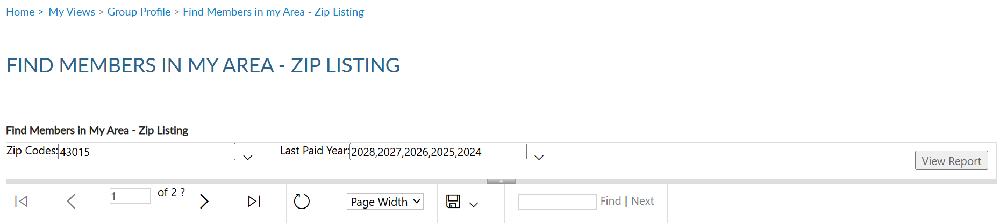 Home > My Views > Group Profile > Find Members in my Area - Zip Listing
FIND MEMBERS IN MY AREA - ZIP LISTING
Find Members in My Area - Zip Listing
Zip Codes: 43015 Last Paid Year: 2028,2027,2026,2025,2024 View Report
1 of 2 ? Page Width Find | Next